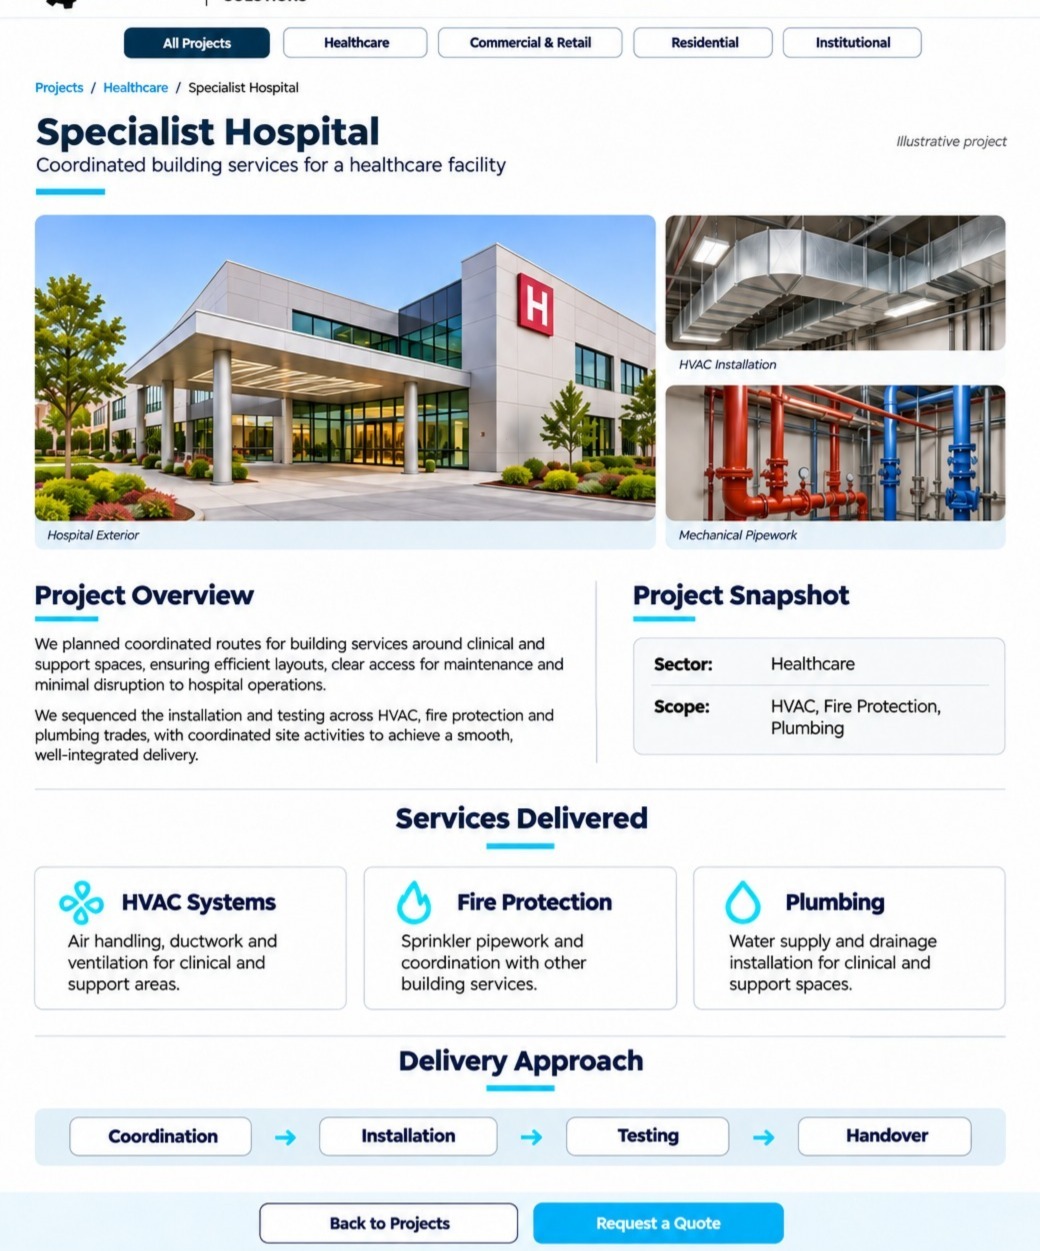 All Projects
Healthcare
Commercial & Retail
Residential
Institutional
Projects / Healthcare / Specialist Hospital
Specialist Hospital
Coordinated building services for a healthcare facility
Illustrative project
H
Hospital Exterior
HVAC Installation
Mechanical Pipework
Project Overview
We planned coordinated routes for building services around clinical and
support spaces, ensuring efficient layouts, clear access for maintenance and
minimal disruption to hospital operations.
We sequenced the installation and testing across HVAC, fire protection and
plumbing trades, with coordinated site activities to achieve a smooth,
well-integrated delivery.
Project Snapshot
Sector: Healthcare
Scope: HVAC, Fire Protection,
Plumbing
Services Delivered
HVAC Systems
Air handling, ductwork and
ventilation for clinical and
support areas.
Fire Protection
Sprinkler pipework and
coordination with other
building services.
Plumbing
Water supply and drainage
installation for clinical and
support spaces.
Delivery Approach
Coordination
Installation
Testing
Handover
Back to Projects
Request a Quote